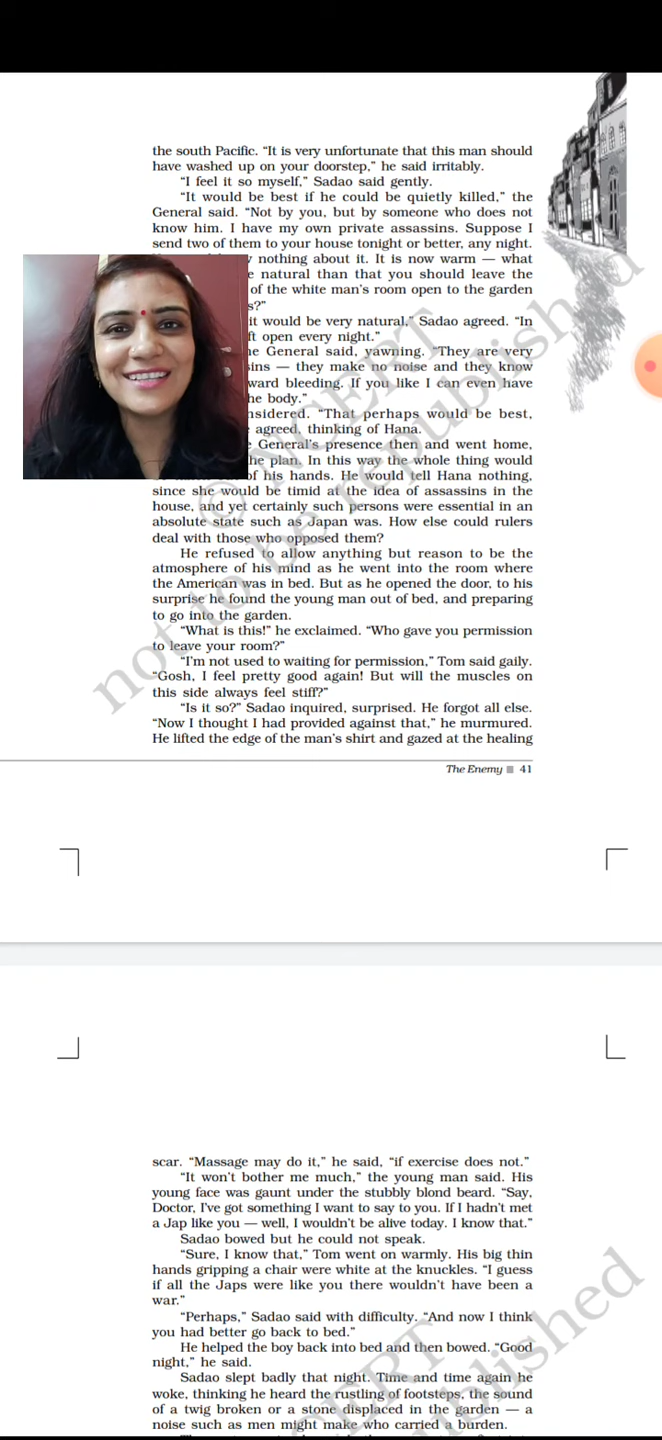 the south Pacific. “It is very unfortunate that this man should
have washed up on your doorstep,” he said irritably.
“I feel it so myself,” Sadao said gently.
“It would be best if he could be quietly killed,” the
General said. “Not by you, but by someone who does not
know him. I have my own private assassins. Suppose I
send two of them to your house tonight or better, any night.
nothing about it. It is now warm — what
natural than that you should leave the
of the white man’s room open to the garden
s?”
it would be very natural,” Sadao agreed. “In
ft open every night.”
General said, yawning. “They are very
ins — they make no noise and they know
ward bleeding. If you like I can even have
he body.”
nsidered. “That perhaps would be best,
agreed, thinking of Hana.
General’s presence then and went home,
he plan. In this way the whole thing would
of his hands. He would tell Hana nothing,
since she would be timid at the idea of assassins in the
house, and yet certainly such persons were essential in an
absolute state such as Japan was. How else could rulers
deal with those who opposed them?
He refused to allow anything but reason to be the
atmosphere of his mind as he went into the room where
the American was in bed. But as he opened the door, to his
surprise he found the young man out of bed, and preparing
to go into the garden.
“What is this!” he exclaimed. “Who gave you permission
to leave your room?”
“I’m not used to waiting for permission,” Tom said gaily.
“Gosh, I feel pretty good again! But will the muscles on
this side always feel stiff?”
“Is it so?” Sadao inquired, surprised. He forgot all else.
“Now I thought I had provided against that,” he murmured.
He lifted the edge of the man’s shirt and gazed at the healing
The Enemy 41
© NCERT
not to be republished
scar. “Massage may do it,” he said, “if exercise does not.”
“It won’t bother me much,” the young man said. His
young face was gaunt under the stubbly blond beard. “Say,
Doctor, I’ve got something I want to say to you. If I hadn’t met
a Jap like you — well, I wouldn’t be alive today. I know that.”
Sadao bowed but he could not speak.
“Sure, I know that,” Tom went on warmly. His big thin
hands gripping a chair were white at the knuckles. “I guess
if all the Japs were like you there wouldn’t have been a
war.”
“Perhaps,” Sadao said with difficulty. “And now I think
you had better go back to bed.”
He helped the boy back into bed and then bowed. “Good
night,” he said.
Sadao slept badly that night. Time and time again he
woke, thinking he heard the rustling of footsteps, the sound
of a twig broken or a stone displaced in the garden — a
noise such as men might make who carried a burden.
CERT
published